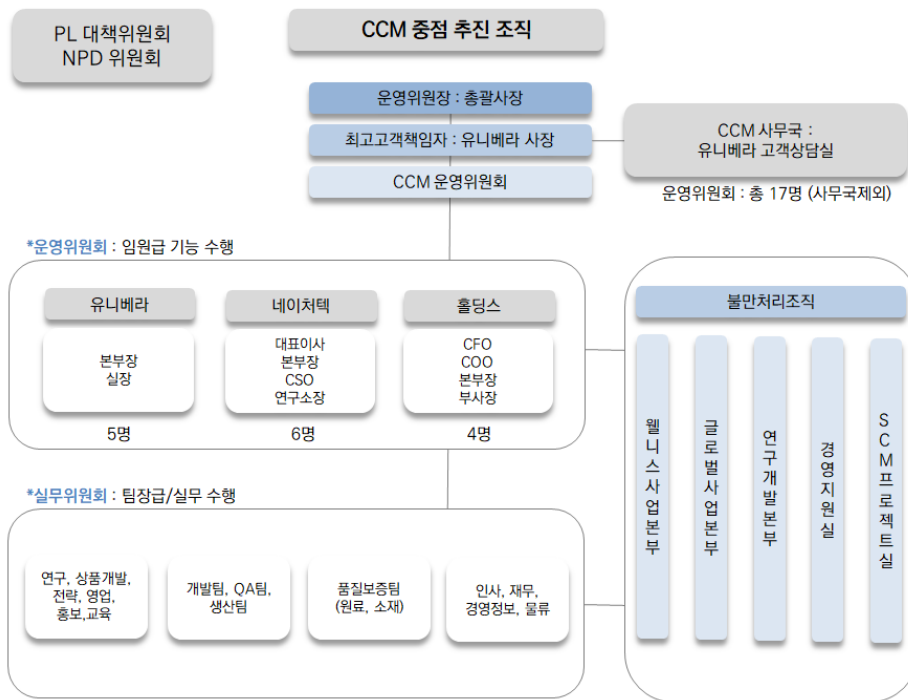 PL 대책위원회
NPD 위원회
CCM 중점 추진 조직
운영위원장 : 총괄사장
최고고객책임자 : 유니베라 사장
CCM 운영위원회
CCM 사무국 :
유니베라 고객상담실
운영위원회 : 총 17명 (사무국제외)
*운영위원회 : 임원급 기능 수행
유니베라
본부장
실장
5명
네이처텍
대표이사
본부장
CSO
연구소장
6명
홀딩스
CFO
COO
본부장
부사장
4명
*실무위원회 : 팀장급/실무 수행
연구, 상품개발,
전략, 영업,
홍보,교육
개발팀, QA팀,
생산팀
품질보증팀
(원료, 소재)
인사, 재무,
경영정보, 물류
불만처리조직
웰니스사업본부
글로벌사업본부
연구개발본부
경영지원실
SCM프로젝트실